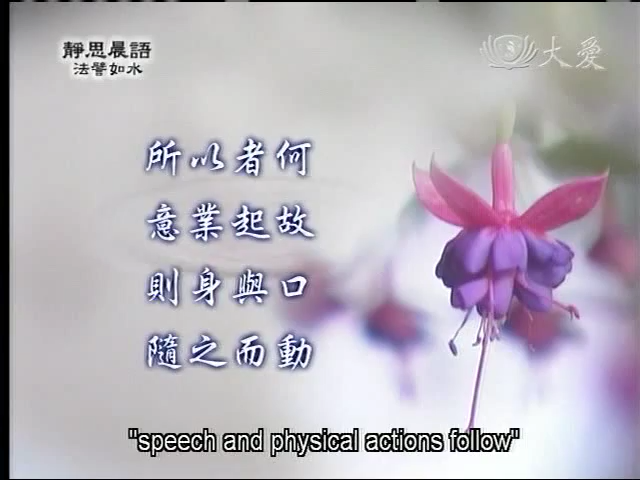 靜思晨語
法譬如水
大愛
所以者何
意業起故
則身與口
隨之而動
"speech and physical actions follow"